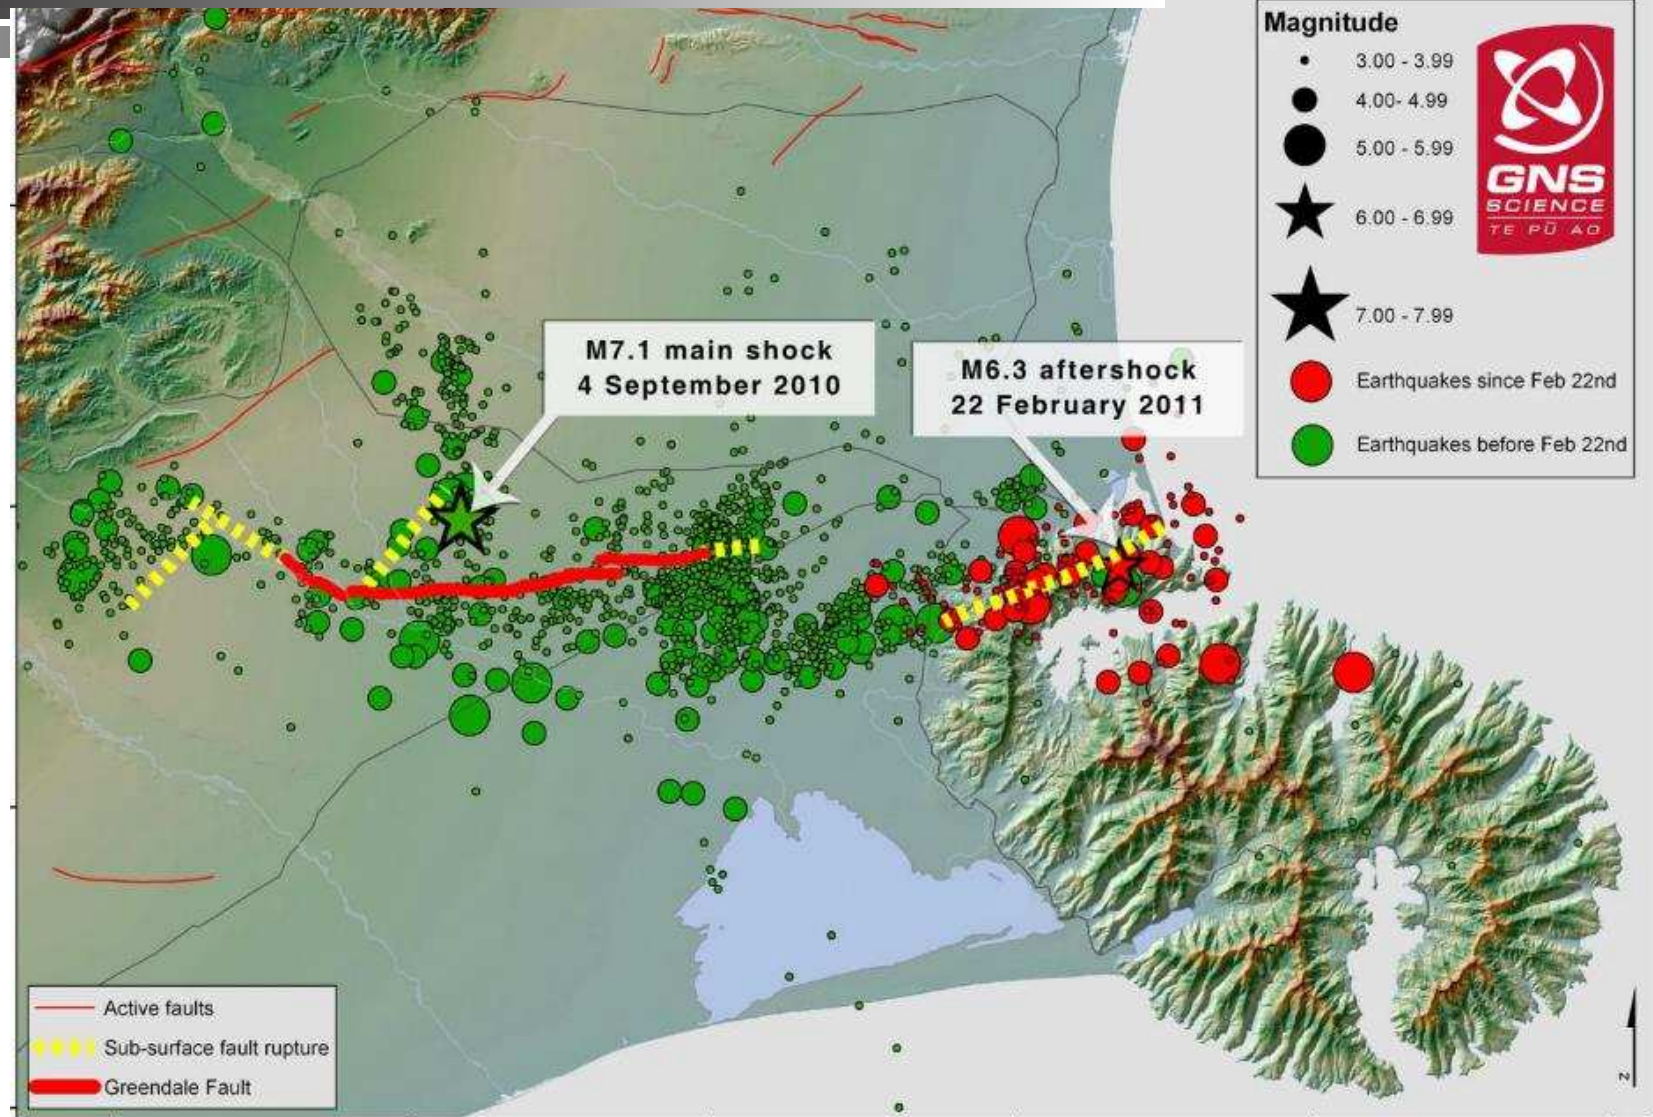 Magnitude
3.00 - 3.99
4.00- 4.99
5.00 - 5.99
6.00 - 6.99
7.00 - 7.99
Earthquakes since Feb 22nd
Earthquakes before Feb 22nd
GNS
SCIENCE
TE PŪ AO
M7.1 main shock
4 September 2010
M6.3 aftershock
22 February 2011
Active faults
Sub-surface fault rupture
Greendale Fault
N